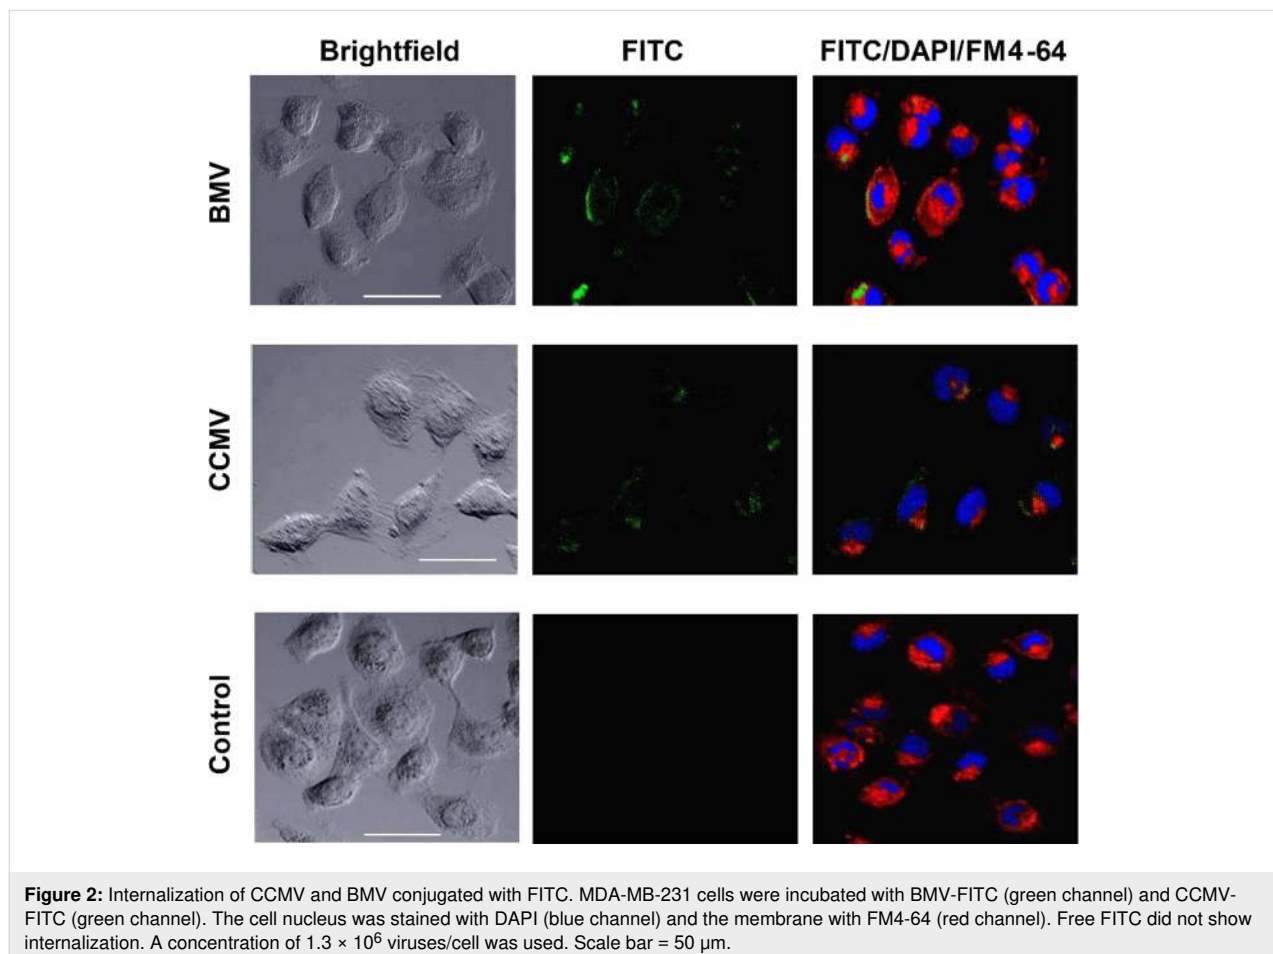 Brightfield FITC FITC/DAPI/FM4-64
BMV
CCMV
Control
Figure 2: Internalization of CCMV and BMV conjugated with FITC. MDA-MB-231 cells were incubated with BMV-FITC (green channel) and CCMV-
FITC (green channel). The cell nucleus was stained with DAPI (blue channel) and the membrane with FM4-64 (red channel). Free FITC did not show
internalization. A concentration of 1.3 × 10⁶ viruses/cell was used. Scale bar = 50 µm.